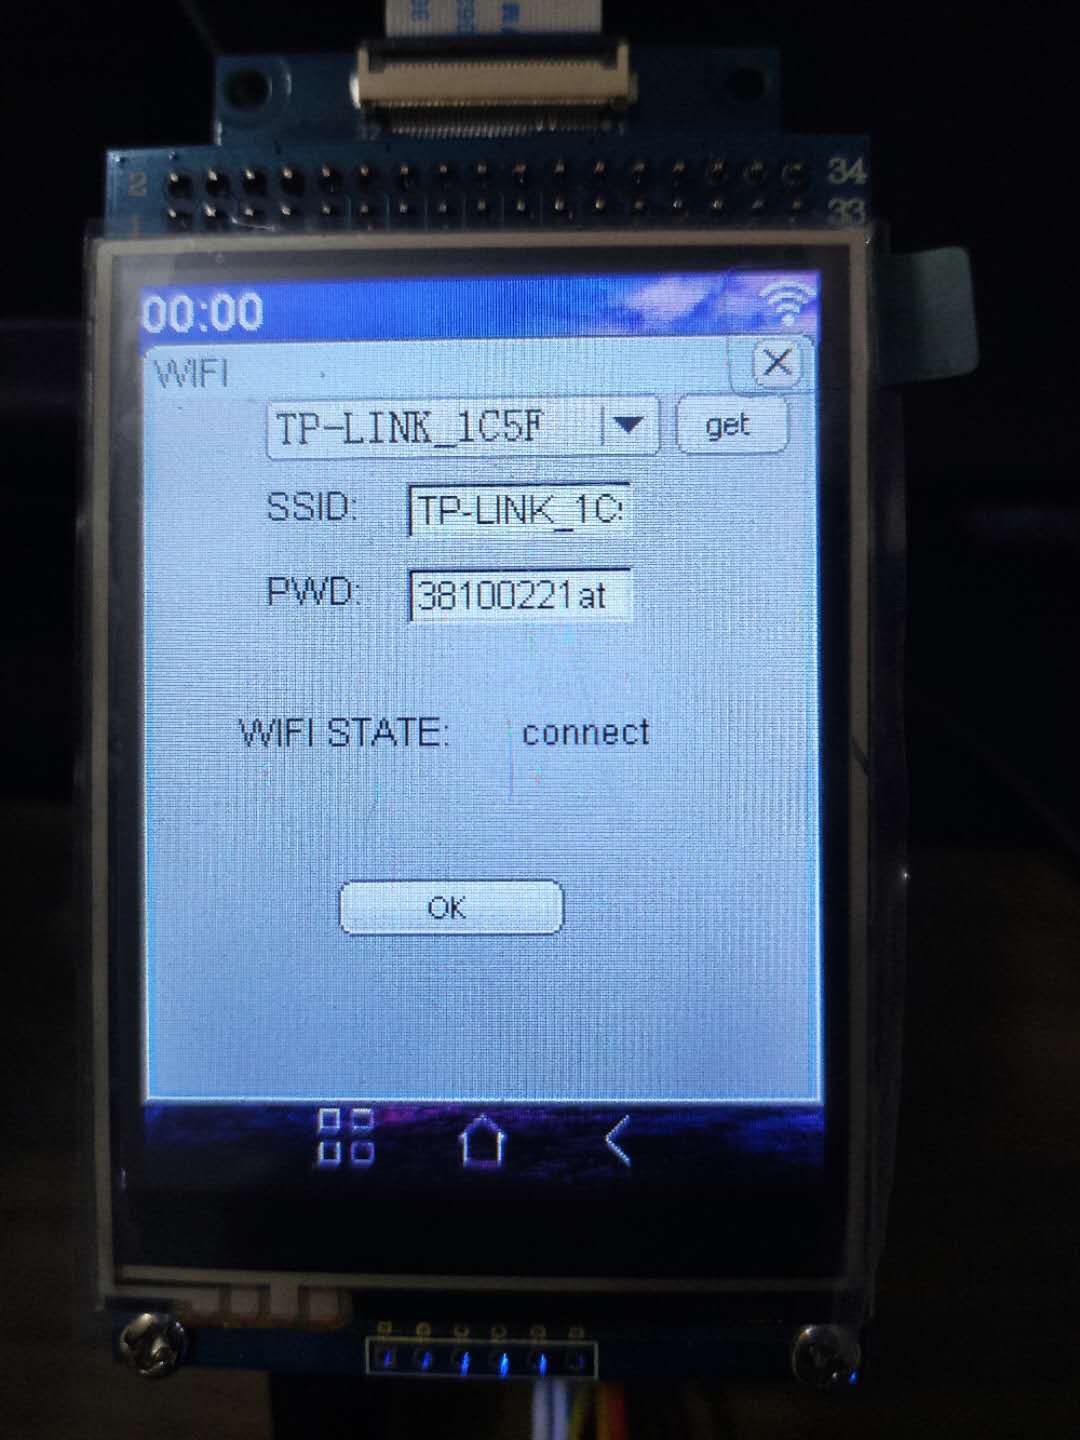 2
34
1
33
00:00
WIFI
TP-LINK_1C5F
get
SSID:
TP-LINK_1C
PWD:
38100221at
WIFI STATE:
connect
OK